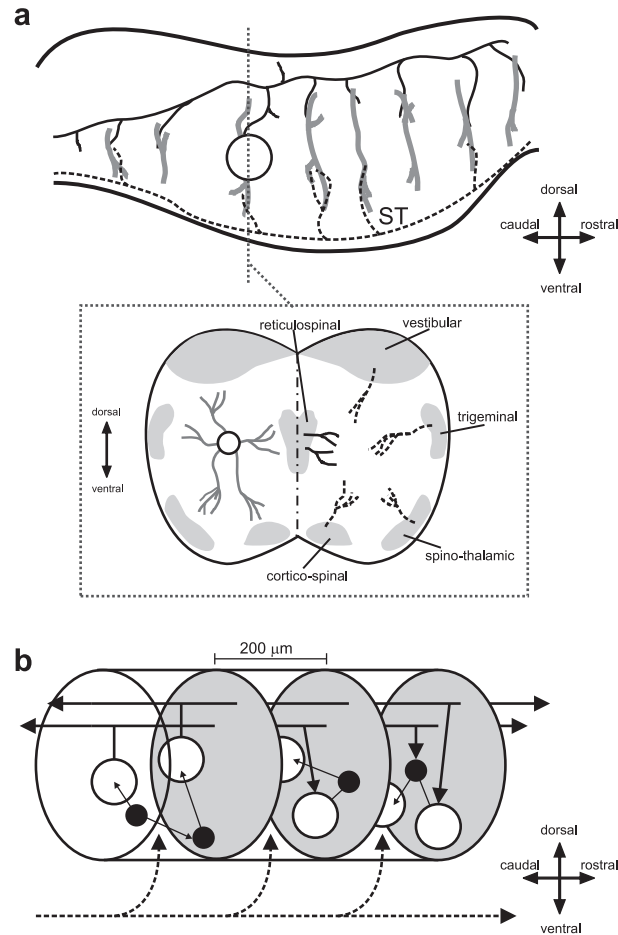 a
ST
dorsal
caudal rostral
ventral
reticulospinal vestibular
dorsal
trigeminal
ventral
spino-thalamic
cortico-spinal
b
200 μm
dorsal
caudal rostral
ventral